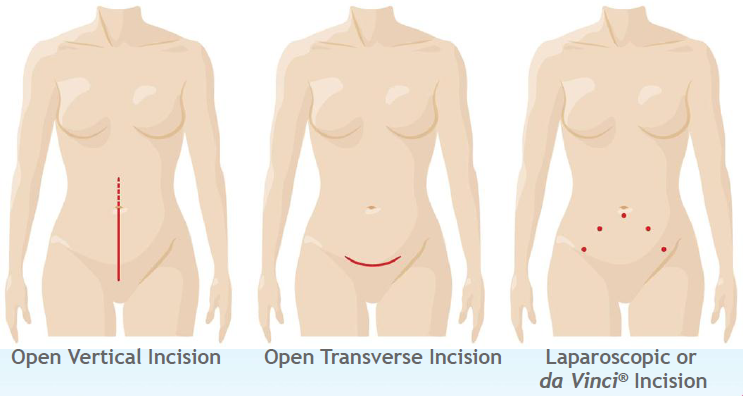 Open Vertical Incision
Open Transverse Incision
Laparoscopic or
da Vinci® Incision